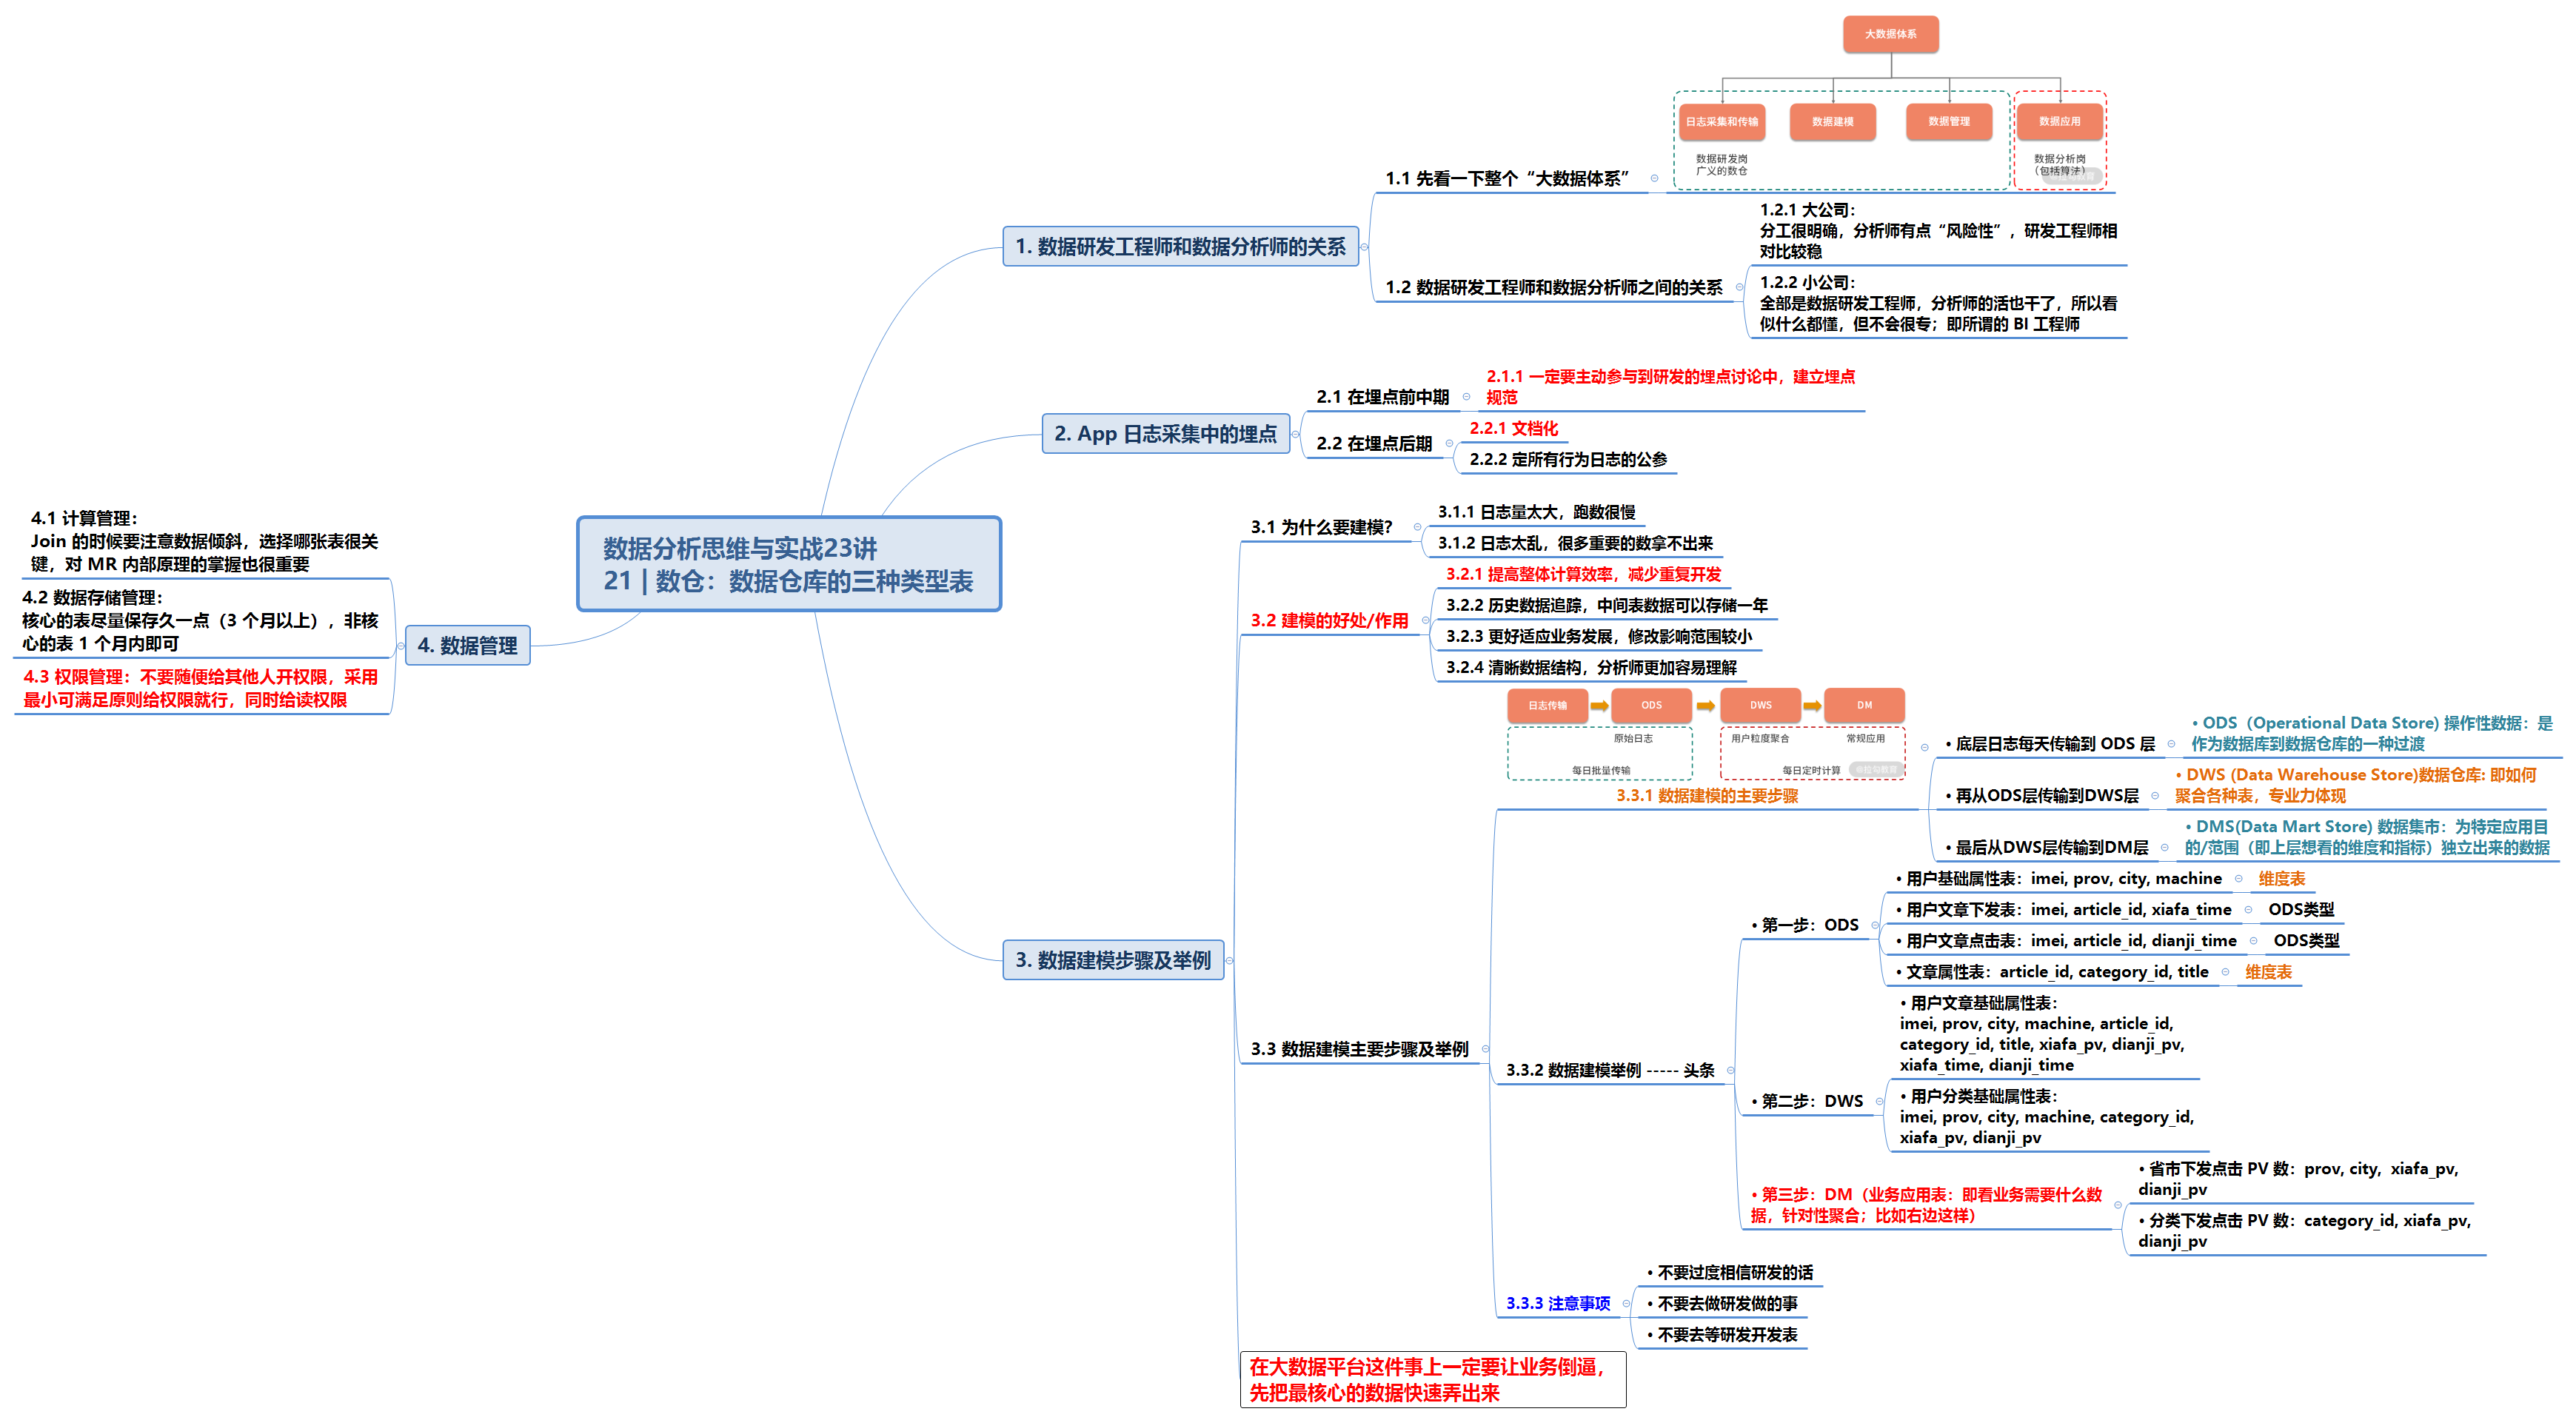 数据分析思维与实战23讲
21 | 数仓：数据仓库的三种类型表
1. 数据研发工程师和数据分析师的关系
1.1 先看一下整个“大数据体系”
大数据体系
日志采集和传输
数据建模
数据管理
数据应用
数据研发岗
广义的数仓
数据分析岗
（包括算法）
1.2 数据研发工程师和数据分析师之间的关系
1.2.1 大公司：
分工很明确，分析师有点“风险性”，研发工程师相
对比较稳
1.2.2 小公司：
全部是数据研发工程师，分析师的活也干了，所以看
似什么都懂，但不会很专；即所谓的 BI 工程师
2. App 日志采集中的埋点
2.1 在埋点前中期
2.1.1 一定要主动参与到研发的埋点讨论中，建立埋点
规范
2.2 在埋点后期
2.2.1 文档化
2.2.2 定所有行为日志的公参
3. 数据建模步骤及举例
3.1 为什么要建模?
3.1.1 日志量太大，跑数很慢
3.1.2 日志太乱，很多重要的数拿不出来
3.2 建模的好处/作用
3.2.1 提高整体计算效率，减少重复开发
3.2.2 历史数据追踪，中间表数据可以存储一年
3.2.3 更好适应业务发展，修改影响范围较小
3.2.4 清晰数据结构，分析师更加容易理解
3.3 数据建模主要步骤及举例
日志传输
ODS
DWS
DM
原始日志
用户粒度聚合
常规应用
每日批量传输
每日定时计算
@拉勾教育
3.3.1 数据建模的主要步骤
• 底层日志每天传输到 ODS 层
• ODS（Operational Data Store) 操作性数据：是
作为数据库到数据仓库的一种过渡
• 再从ODS层传输到DWS层
• DWS (Data Warehouse Store)数据仓库: 即如何
聚合各种表，专业力体现
• 最后从DWS层传输到DM层
• DMS(Data Mart Store) 数据集市：为特定应用目
的/范围（即上层想看的维度和指标）独立出来的数据
3.3.2 数据建模举例 ----- 头条
• 第一步：ODS
• 用户基础属性表：imei, prov, city, machine
维度表
• 用户文章下发表：imei, article_id, xiafa_time
ODS类型
• 用户文章点击表：imei, article_id, dianji_time
ODS类型
• 文章属性表：article_id, category_id, title
维度表
• 第二步：DWS
• 用户文章基础属性表：
imei, prov, city, machine, article_id,
category_id, title, xiafa_pv, dianji_pv,
xiafa_time, dianji_time
• 用户分类基础属性表：
imei, prov, city, machine, category_id,
xiafa_pv, dianji_pv
• 第三步：DM（业务应用表：即看业务需要什么数
据，针对性聚合；比如右边这样）
• 省市下发点击 PV 数：prov, city, xiafa_pv,
dianji_pv
• 分类下发点击 PV 数：category_id, xiafa_pv,
dianji_pv
3.3.3 注意事项
• 不要过度相信研发的话
• 不要去做研发做的事
• 不要去等研发开发表
在大数据平台这件事上一定要让业务倒逼，
先把最核心的数据快速弄出来
4. 数据管理
4.1 计算管理：
Join 的时候要注意数据倾斜，选择哪张表很关
键，对 MR 内部原理的掌握也很重要
4.2 数据存储管理：
核心的表尽量保存久一点（3 个月以上），非核
心的表 1 个月内即可
4.3 权限管理：不要随便给其他人开权限，采用
最小可满足原则给权限就行，同时给读权限